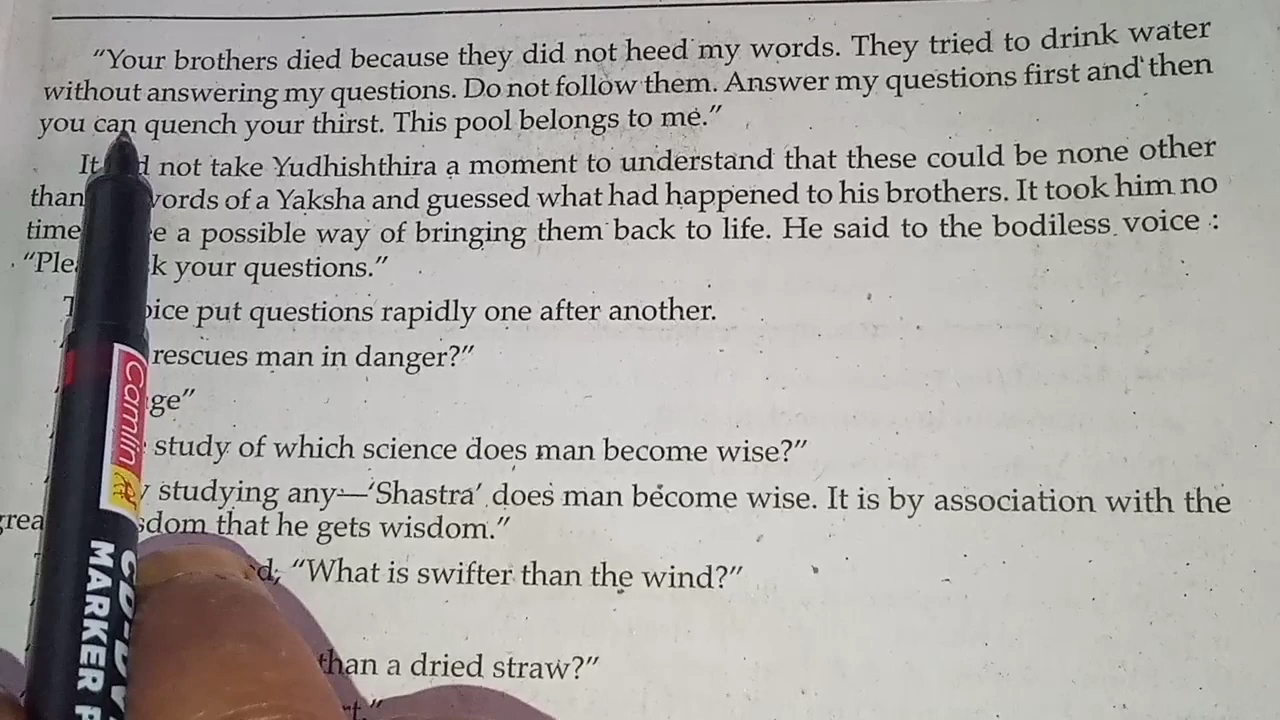 "Your brothers died because they did not heed my words. They tried to drink water
without answering my questions. Do not follow them. Answer my questions first and then
you can quench your thirst. This pool belongs to me."
It not take Yudhishthira a moment to understand that these could be none other
than of a Yaksha and guessed what had happened to his brothers. It took him no
time a possible way of bringing them back to life. He said to the bodiless voice :
your questions."
put questions rapidly one after another.
rescues man in danger?"
study of which science does man become wise?"
studying any—'Shastra' does man become wise. It is by association with the
that he gets wisdom."
"What is swifter than the wind?"
than a dried straw?"
Camlin
CD-DV
MARKER P